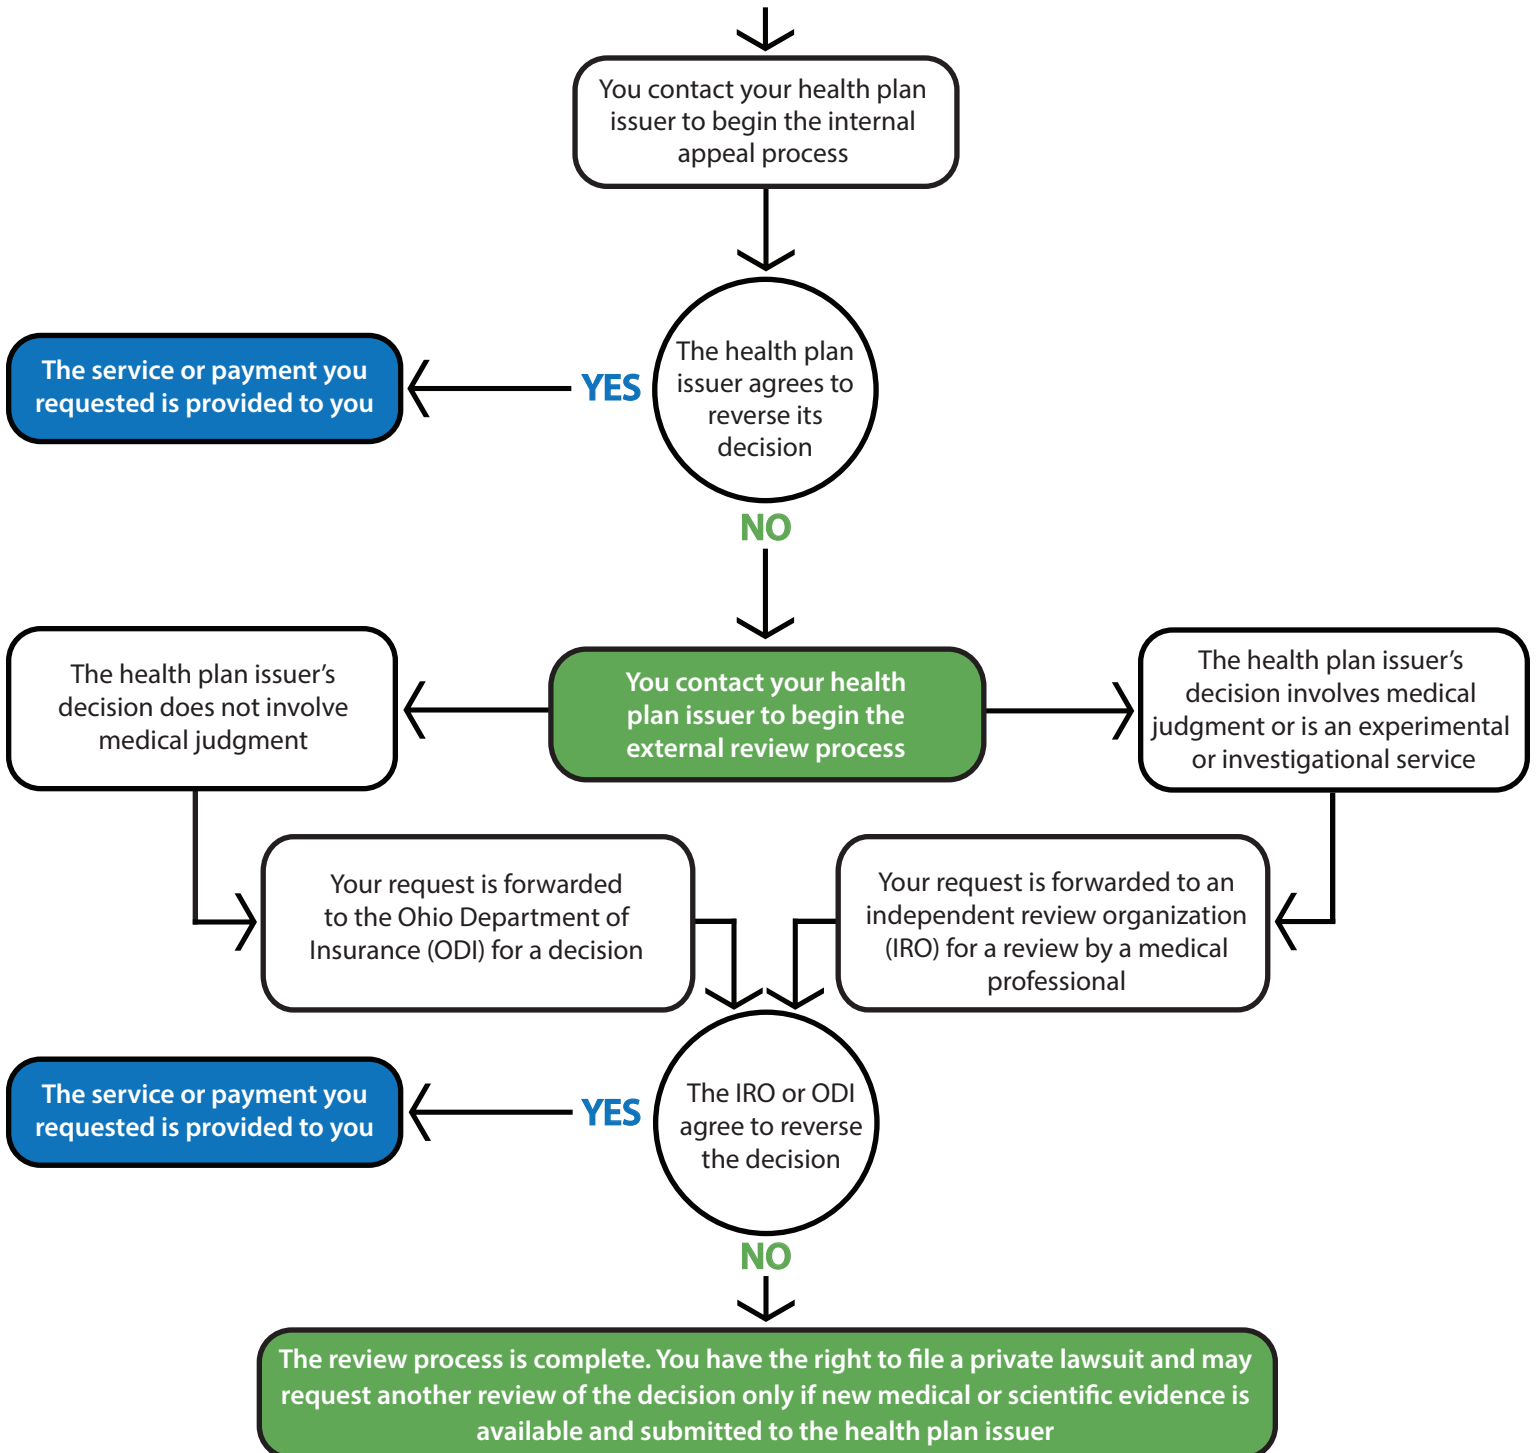 You contact your health plan
issuer to begin the internal
appeal process
The health plan
issuer agrees to
reverse its
decision
YES
The service or payment you
requested is provided to you
NO
You contact your health
plan issuer to begin the
external review process
The health plan issuer’s
decision does not involve
medical judgment
The health plan issuer’s
decision involves medical
judgment or is an experimental
or investigational service
Your request is forwarded
to the Ohio Department of
Insurance (ODI) for a decision
Your request is forwarded to an
independent review organization
(IRO) for a review by a medical
professional
The IRO or ODI
agree to reverse
the decision
YES
The service or payment you
requested is provided to you
NO
The review process is complete. You have the right to file a private lawsuit and may
request another review of the decision only if new medical or scientific evidence is
available and submitted to the health plan issuer